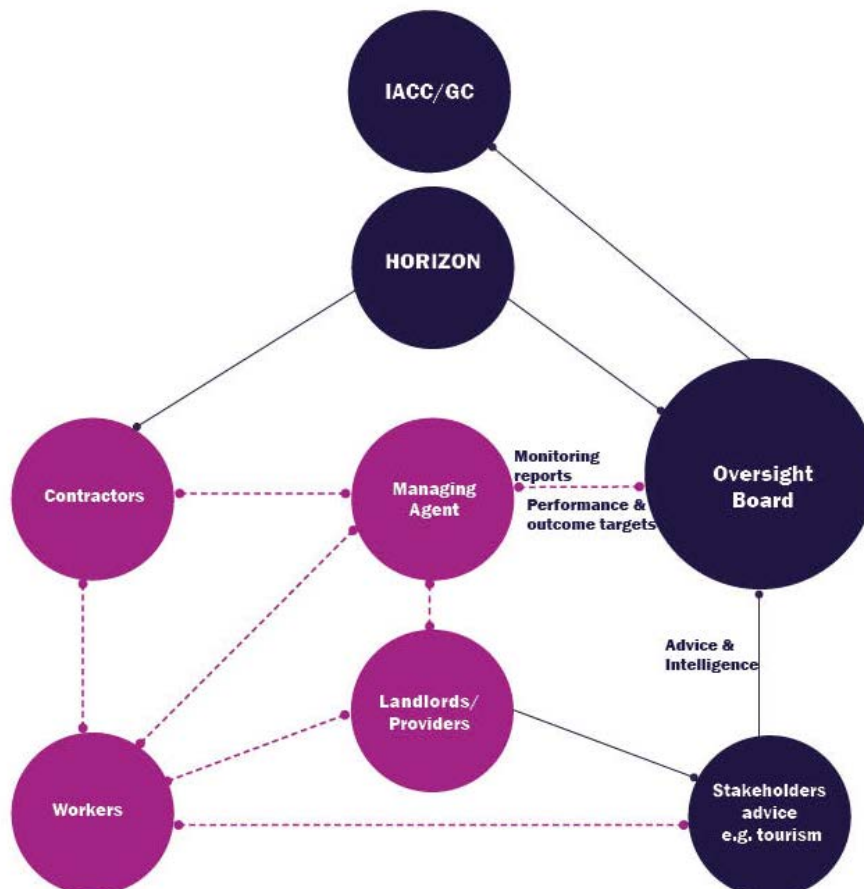 IACC/GC
HORIZON
Contractors
Managing
Agent
Monitoring
reports
Performance &
outcome targets
Oversight
Board
Advice &
Intelligence
Landlords/
Providers
Workers
Stakeholders
advice
e.g. tourism